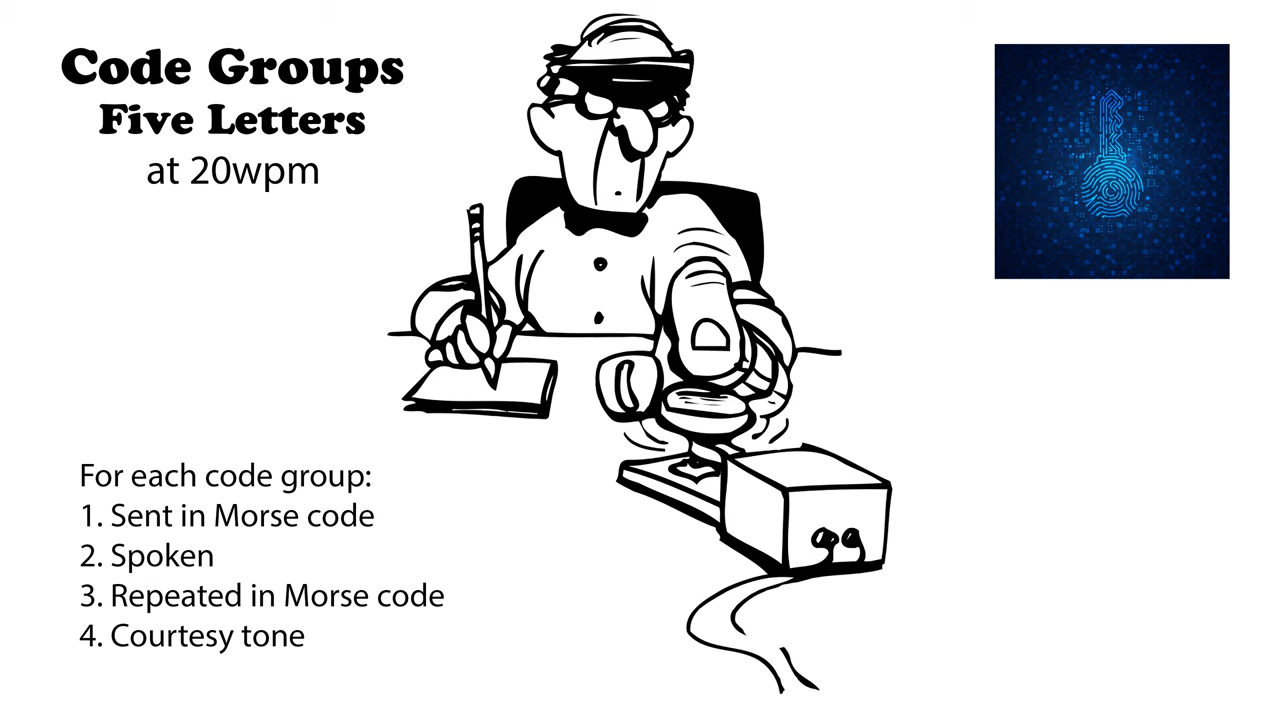 Code Groups
Five Letters
at 20wpm
For each code group:
1. Sent in Morse code
2. Spoken
3. Repeated in Morse code
4. Courtesy tone